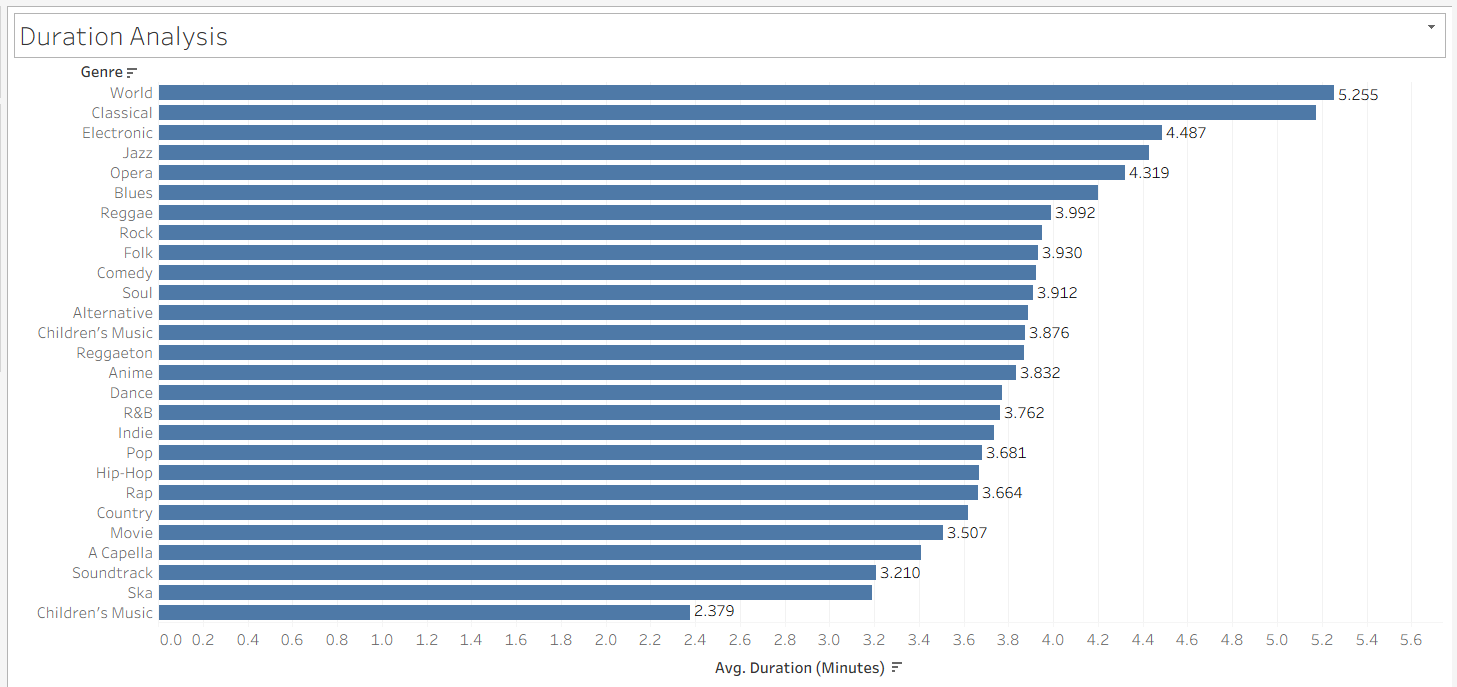 Duration Analysis
Genre
World 5.255
Classical
Electronic 4.487
Jazz
Opera 4.319
Blues
Reggae 3.992
Rock
Folk 3.930
Comedy
Soul 3.912
Alternative
Children's Music 3.876
Reggaeton
Anime 3.832
Dance
R&B 3.762
Indie
Pop 3.681
Hip-Hop
Rap 3.664
Country
Movie 3.507
A Capella
Soundtrack 3.210
Ska
Children’s Music 2.379
0.0 0.2 0.4 0.6 0.8 1.0 1.2 1.4 1.6 1.8 2.0 2.2 2.4 2.6 2.8 3.0 3.2 3.4 3.6 3.8 4.0 4.2 4.4 4.6 4.8 5.0 5.2 5.4 5.6
Avg. Duration (Minutes)